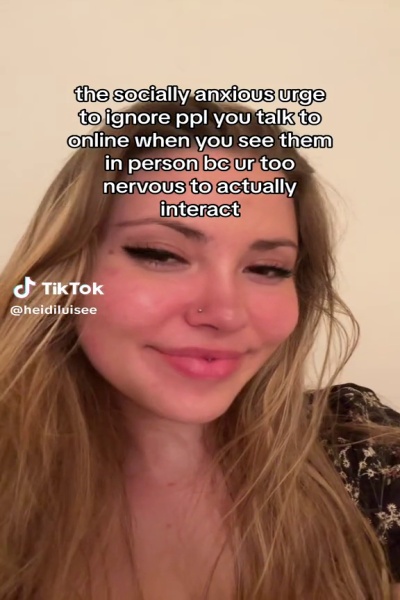 the socially anxious urge
to ignore ppl you talk to
online when you see them
in person bc ur too
nervous to actually
interact
TikTok
@heidiluisee